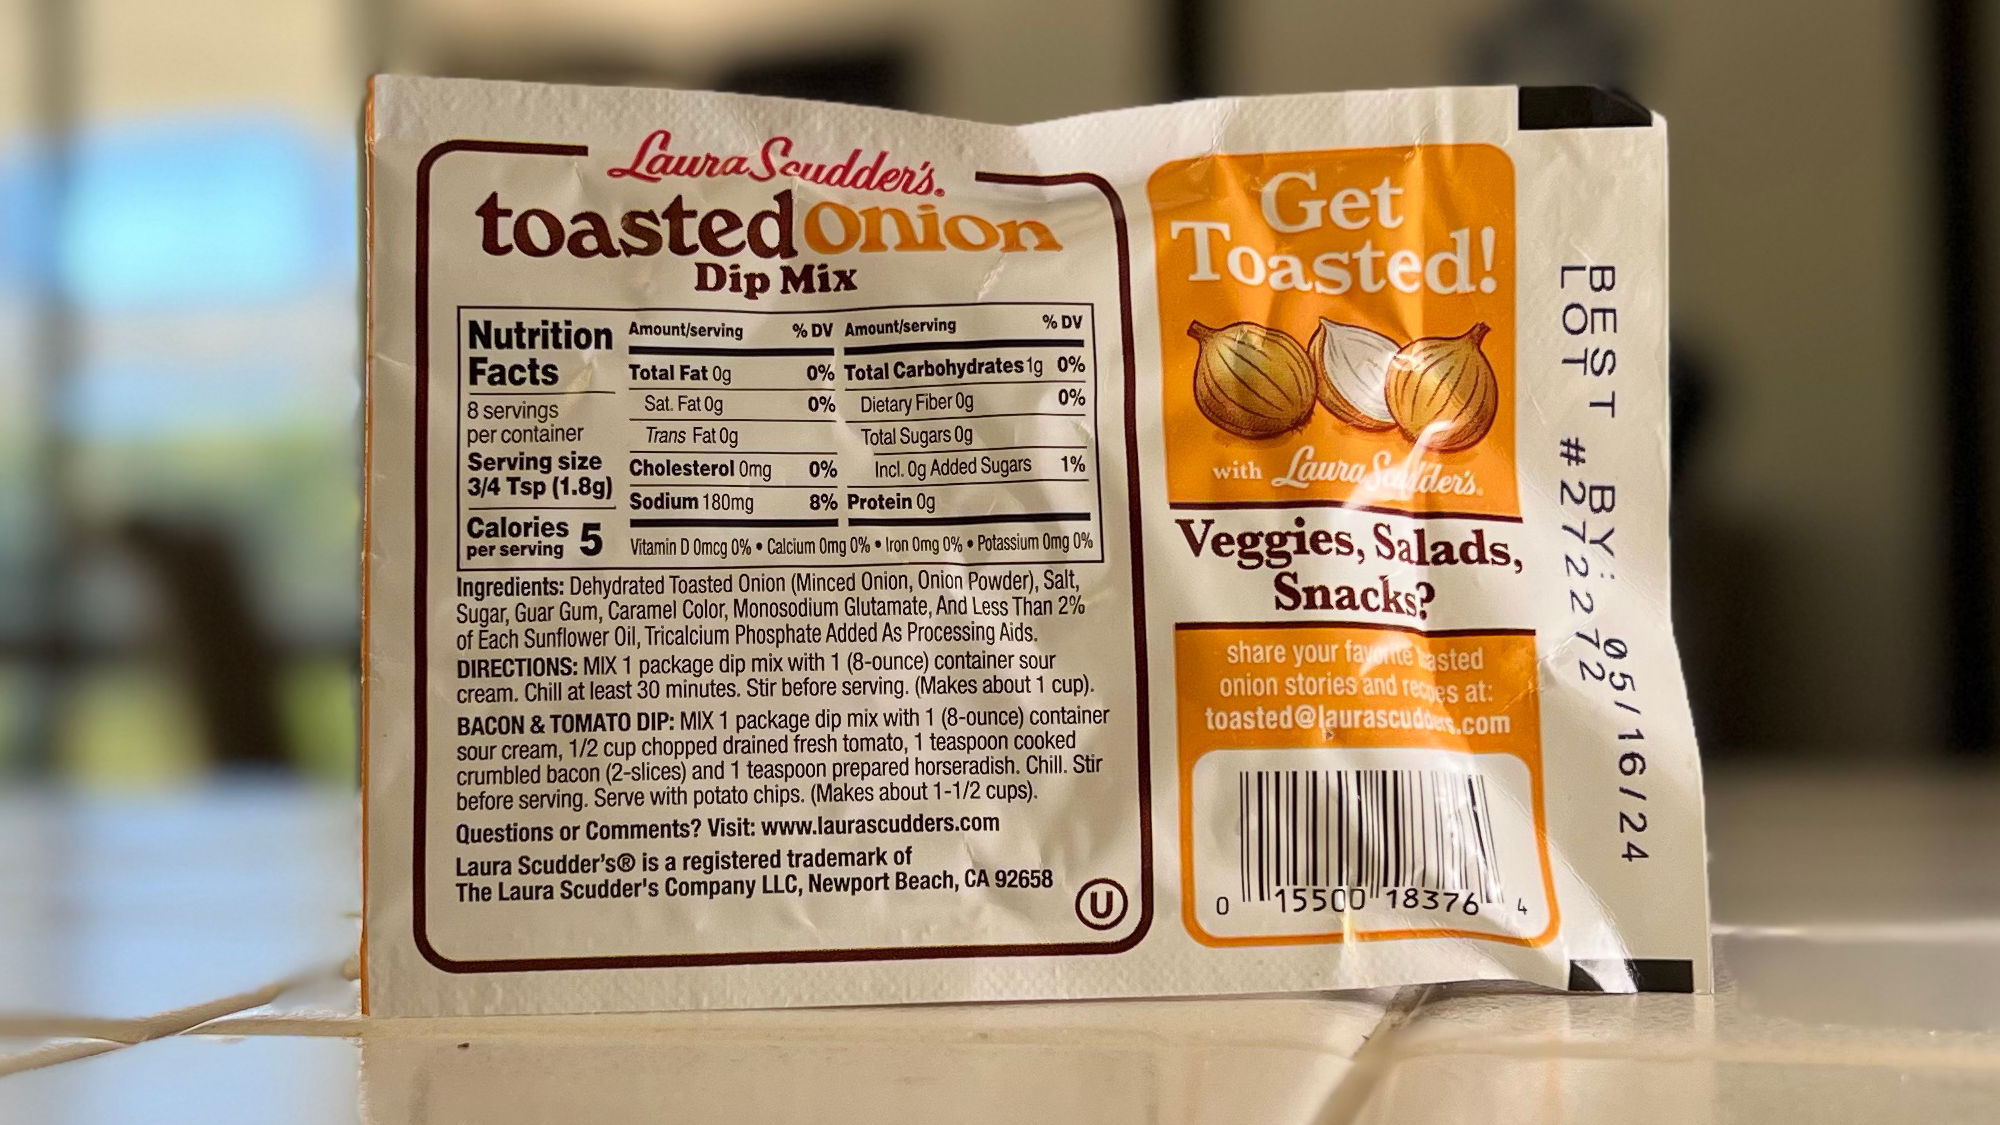 Laura Scudder's.
toasted onion
Dip Mix
Nutrition
Facts
8 servings
per container
Serving size
3/4 Tsp (1.8g)
Calories
per serving 5
Amount/serving % DV
Total Fat 0g 0%
Sat. Fat 0g 0%
Trans Fat 0g
Cholesterol 0mg 0%
Sodium 180mg 8%
Amount/serving % DV
Total Carbohydrates 1g 0%
Dietary Fiber 0g 0%
Total Sugars 0g
Incl. 0g Added Sugars 1%
Protein 0g
Vitamin D 0mcg 0% • Calcium 0mg 0% • Iron 0mg 0% • Potassium 0mg 0%
Ingredients: Dehydrated Toasted Onion (Minced Onion, Onion Powder), Salt,
Sugar, Guar Gum, Caramel Color, Monosodium Glutamate, And Less Than 2%
of Each Sunflower Oil, Tricalcium Phosphate Added As Processing Aids.
DIRECTIONS: MIX 1 package dip mix with 1 (8-ounce) container sour
cream. Chill at least 30 minutes. Stir before serving. (Makes about 1 cup).
BACON & TOMATO DIP: MIX 1 package dip mix with 1 (8-ounce) container
sour cream, 1/2 cup chopped drained fresh tomato, 1 teaspoon cooked
crumbled bacon (2-slices) and 1 teaspoon prepared horseradish. Chill. Stir
before serving. Serve with potato chips. (Makes about 1-1/2 cups).
Questions or Comments? Visit: www.laurascudders.com
Laura Scudder's® is a registered trademark of
The Laura Scudder's Company LLC, Newport Beach, CA 92658
U
Get
Toasted!
with Laura Scudder's.
Veggies, Salads,
Snacks?
share your favorite toasted
onion stories and recipes at:
toasted@laurascudders.com
0 15500 18376 4
BEST BY: 05/16/24
LOT #2722772